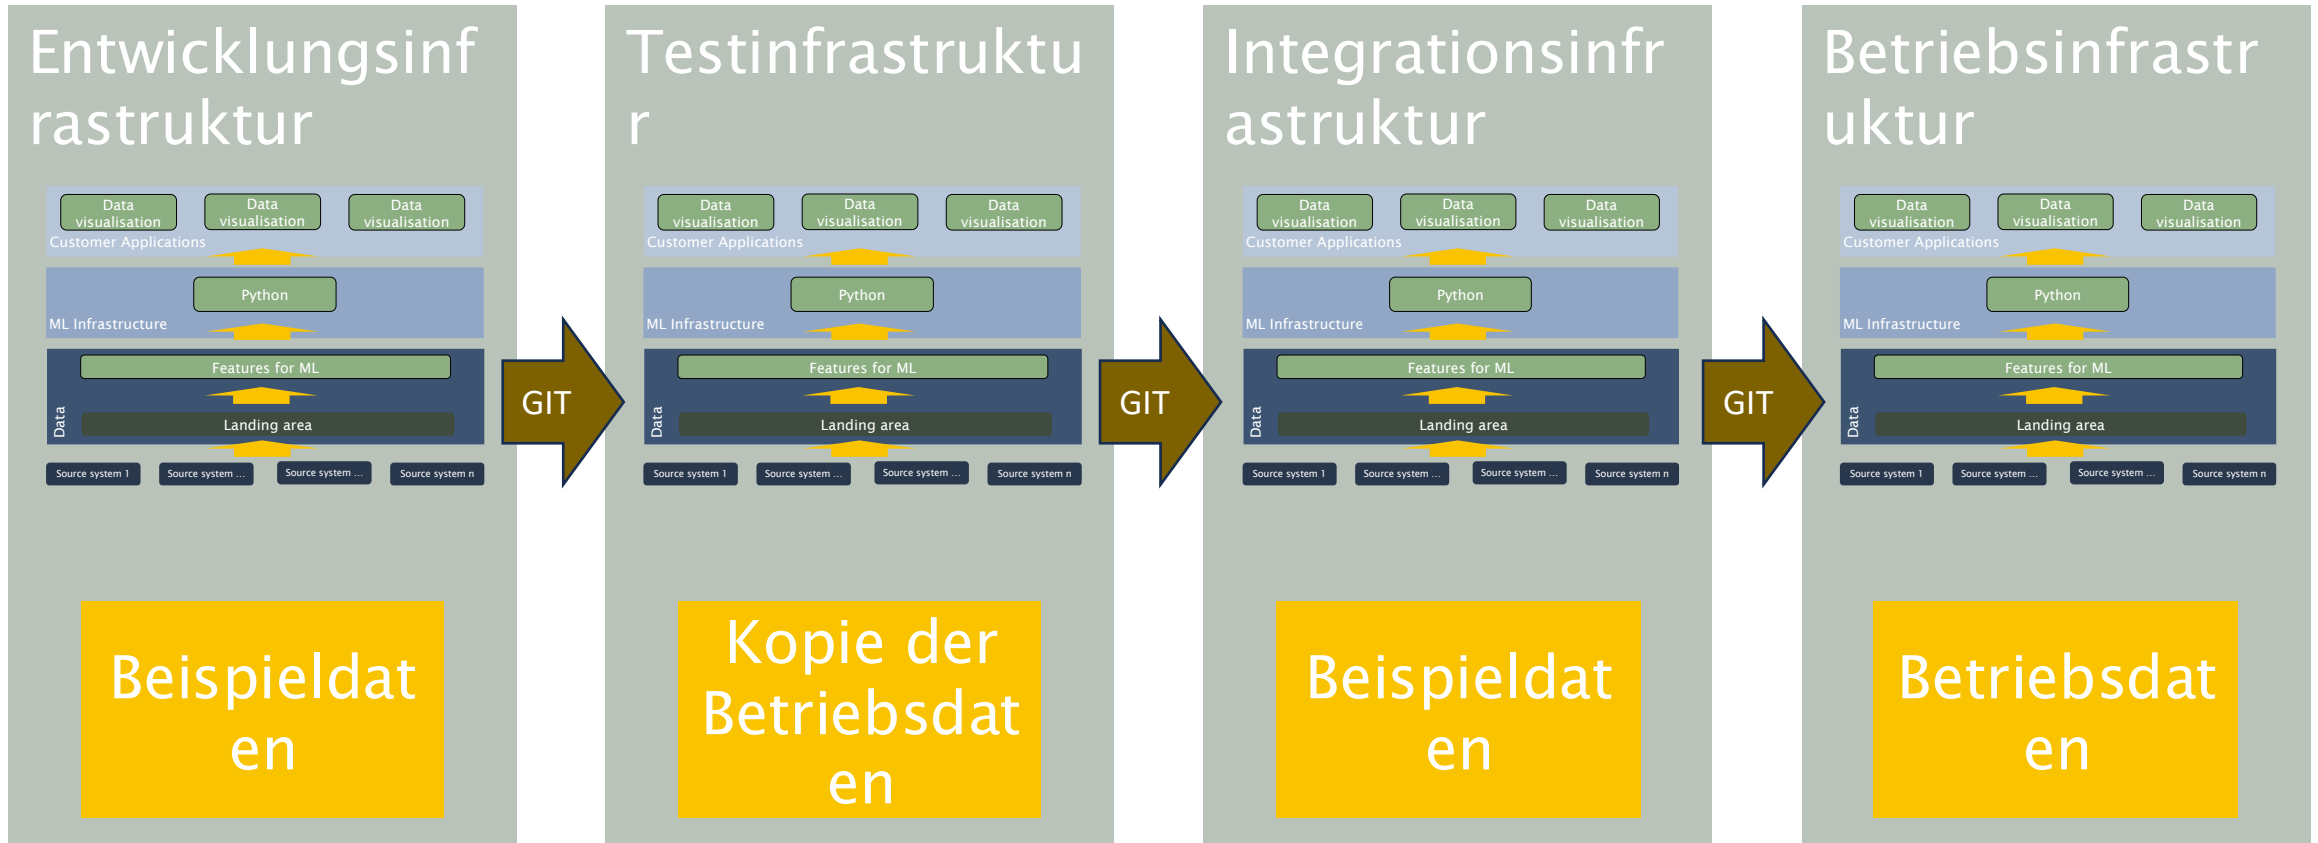 Entwicklungsinf
rastruktur
Data
visualisation
Data
visualisation
Data
visualisation
Customer Applications
Python
ML Infrastructure
Features for ML
Data
Landing area
Source system 1
Source system ...
Source system ...
Source system n
Beispieldat
en
GIT
Testinfrastruktu
r
Data
visualisation
Data
visualisation
Data
visualisation
Customer Applications
Python
ML Infrastructure
Features for ML
Data
Landing area
Source system 1
Source system ...
Source system ...
Source system n
Kopie der
Betriebsdat
en
GIT
Integrationsinfr
astruktur
Data
visualisation
Data
visualisation
Data
visualisation
Customer Applications
Python
ML Infrastructure
Features for ML
Data
Landing area
Source system 1
Source system ...
Source system ...
Source system n
Beispieldat
en
GIT
Betriebsinfrastr
uktur
Data
visualisation
Data
visualisation
Data
visualisation
Customer Applications
Python
ML Infrastructure
Features for ML
Data
Landing area
Source system 1
Source system ...
Source system ...
Source system n
Betriebsdat
en